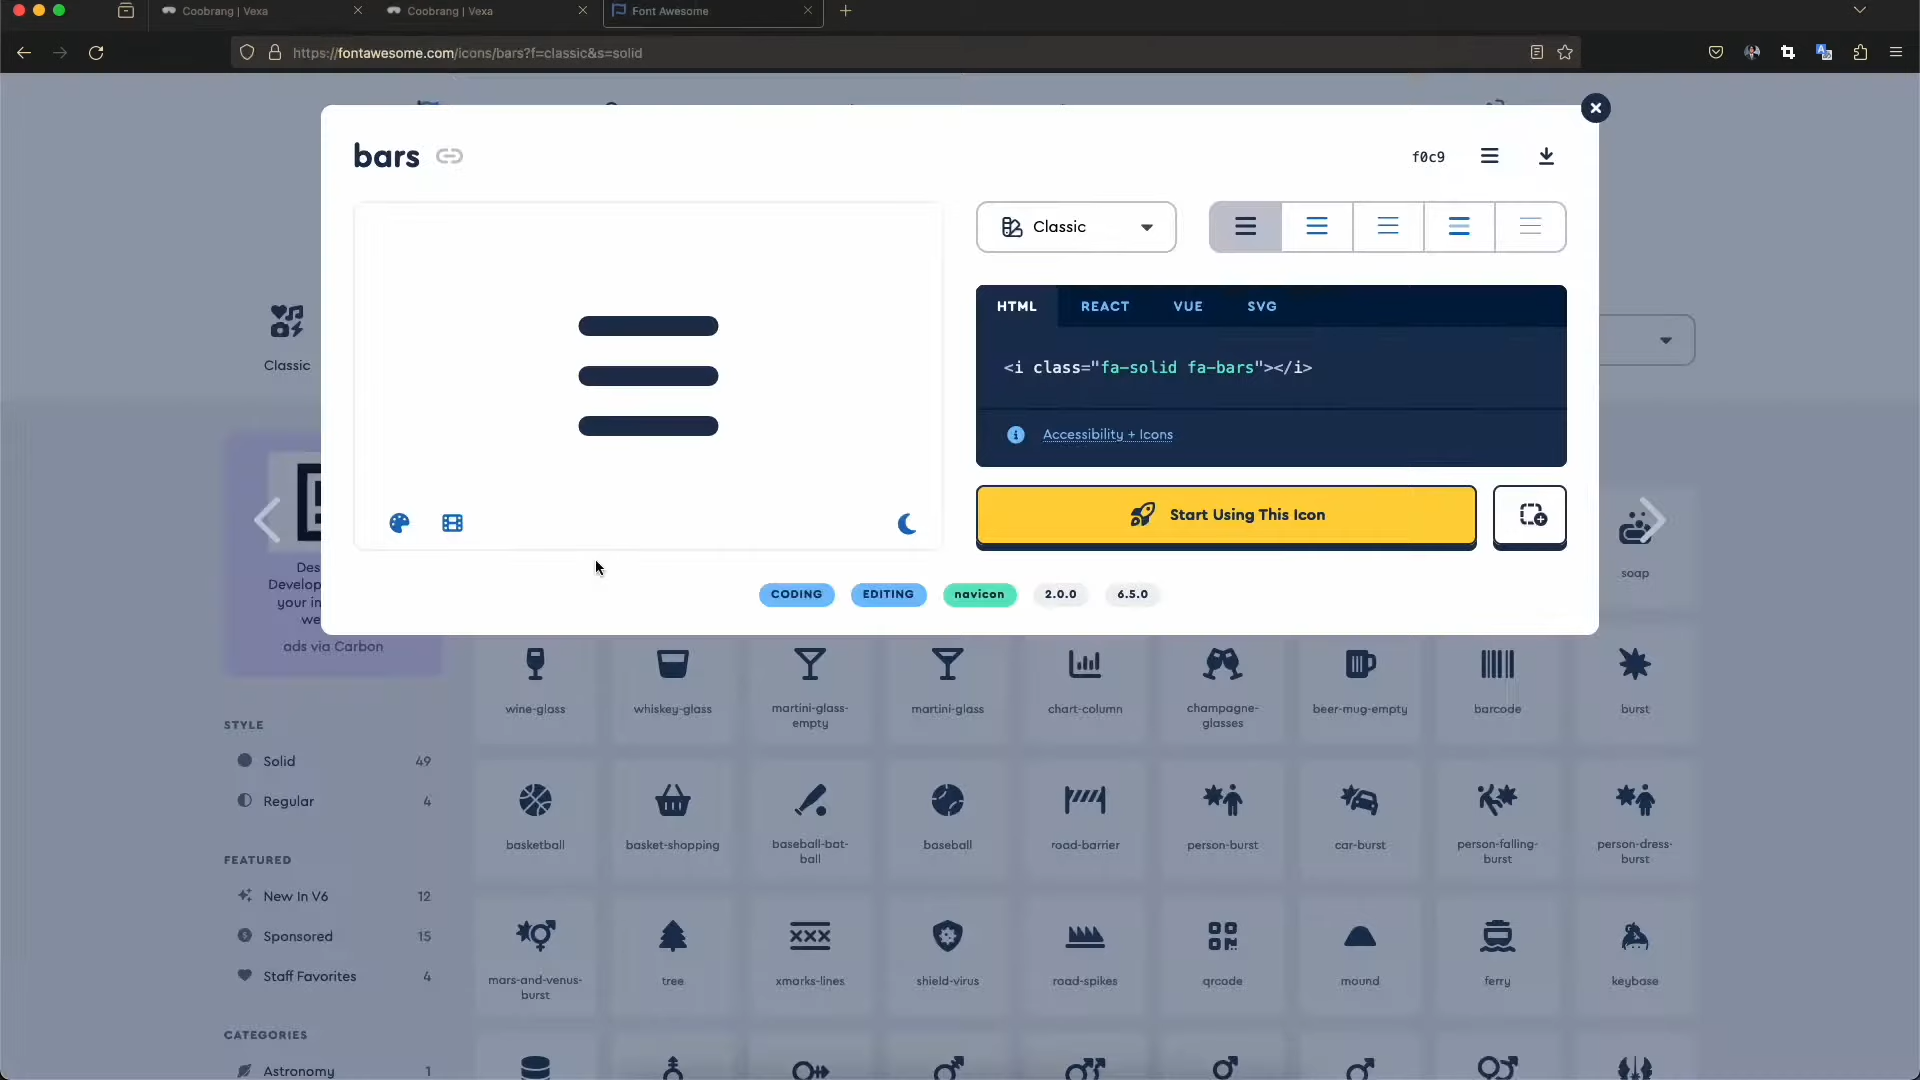 Coobrang | Vexa
Coobrang | Vexa
Font Awesome
https://fontawesome.com/icons/bars?f=classic&s=solid
bars
f0c9
Classic
HTML REACT VUE SVG
<i class="fa-solid fa-bars"></i>
Accessibility + Icons
Start Using This Icon
CODING EDITING navicon 2.0.0 6.5.0
Classic
Develop
your in
we
ads via Carbon
soap
wine-glass
whiskey-glass
martini-glass-
empty
martini-glass
chart-column
champagne-
glasses
beer-mug-empty
barcode
burst
STYLE
Solid 49
Regular 4
FEATURED
New In V6 12
Sponsored 15
Staff Favorites 4
CATEGORIES
Astronomy 1
basketball
basket-shopping
baseball-bat-
ball
baseball
road-barrier
person-burst
car-burst
person-falling-
burst
person-dress-
burst
mars-and-venus-
burst
tree
xmarks-lines
shield-virus
road-spikes
qrcode
mound
ferry
keybase